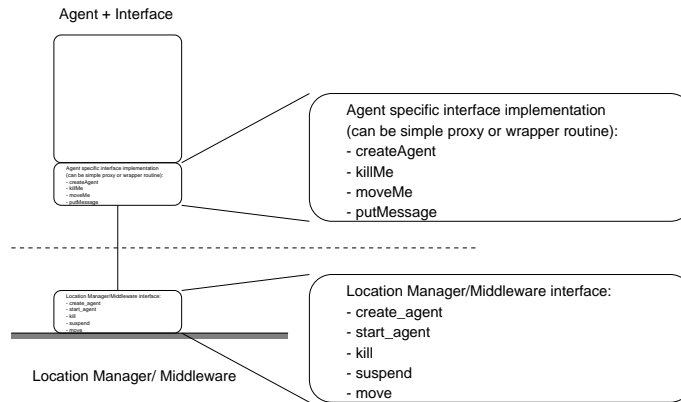 Agent + Interface
Agent specific interface implementation
(can be simple proxy or wrapper routine):
- createAgent
- killMe
- moveMe
- putMessage
Agent specific interface implementation
(can be simple proxy or wrapper routine):
- createAgent
- killMe
- moveMe
- putMessage
Location Manager/Middleware interface:
- create_agent
- start_agent
- kill
- suspend
- move
Location Manager/Middleware interface:
- create_agent
- start_agent
- kill
- suspend
- move
Location Manager/ Middleware